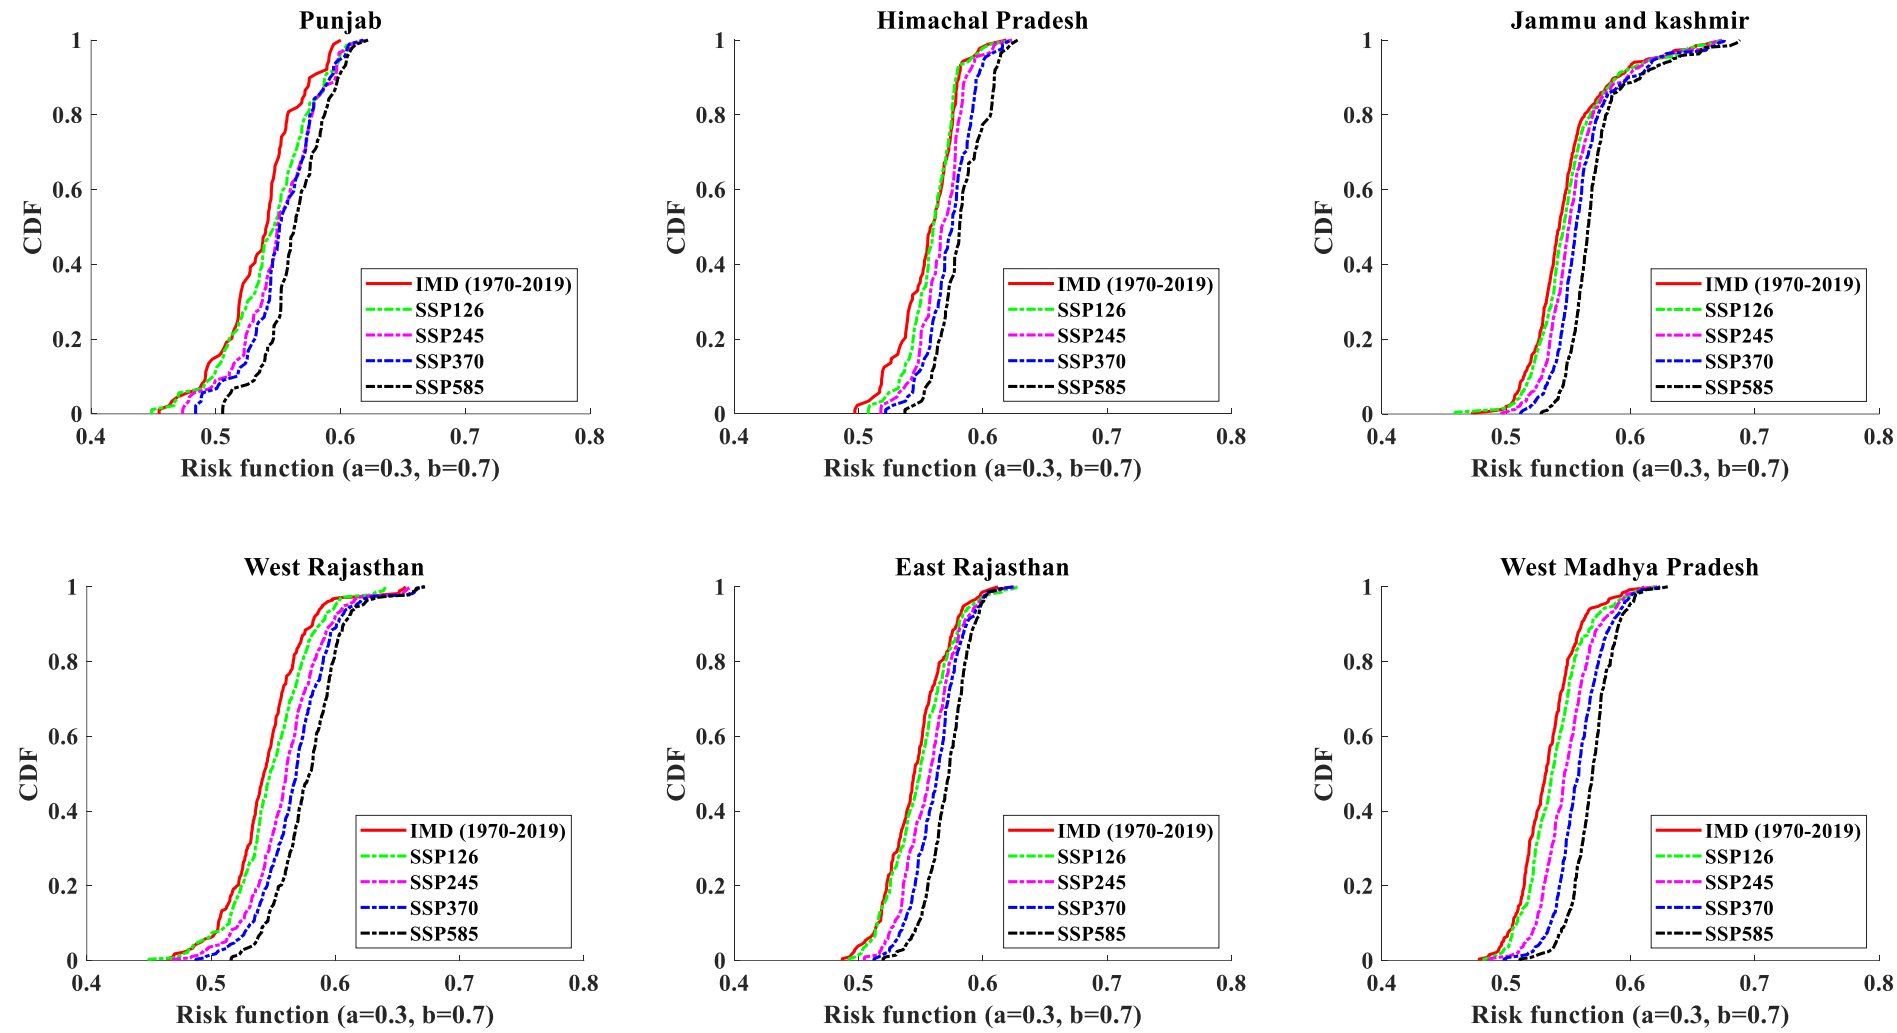 Punjab
1
0.8
0.6
0.4
0.2
0
CDF
0.4 0.5 0.6 0.7 0.8
Risk function (a=0.3, b=0.7)
IMD (1970-2019)
SSP126
SSP245
SSP370
SSP585
Himachal Pradesh
1
0.8
0.6
0.4
0.2
0
CDF
0.4 0.5 0.6 0.7 0.8
Risk function (a=0.3, b=0.7)
IMD (1970-2019)
SSP126
SSP245
SSP370
SSP585
Jammu and kashmir
1
0.8
0.6
0.4
0.2
0
CDF
0.4 0.5 0.6 0.7 0.8
Risk function (a=0.3, b=0.7)
IMD (1970-2019)
SSP126
SSP245
SSP370
SSP585
West Rajasthan
1
0.8
0.6
0.4
0.2
0
CDF
0.4 0.5 0.6 0.7 0.8
Risk function (a=0.3, b=0.7)
IMD (1970-2019)
SSP126
SSP245
SSP370
SSP585
East Rajasthan
1
0.8
0.6
0.4
0.2
0
CDF
0.4 0.5 0.6 0.7 0.8
Risk function (a=0.3, b=0.7)
IMD (1970-2019)
SSP126
SSP245
SSP370
SSP585
West Madhya Pradesh
1
0.8
0.6
0.4
0.2
0
CDF
0.4 0.5 0.6 0.7 0.8
Risk function (a=0.3, b=0.7)
IMD (1970-2019)
SSP126
SSP245
SSP370
SSP585